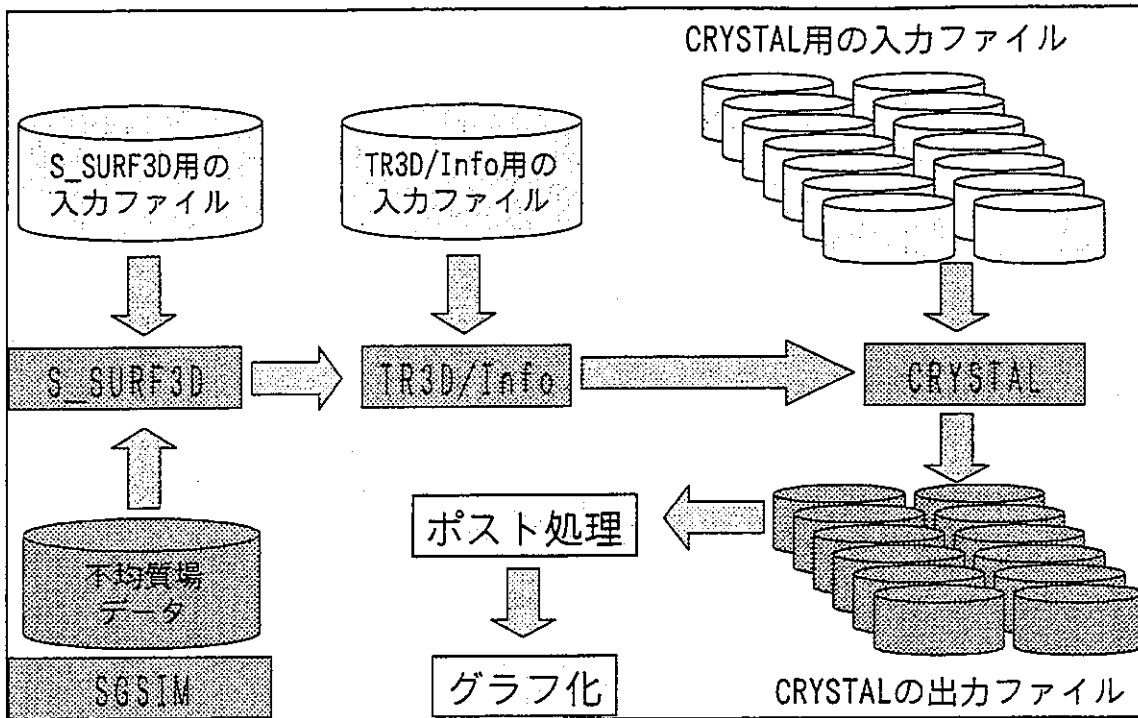 CRYSTAL用の入力ファイル
S_SURF3D用の
入力ファイル
TR3D/Info用の
入力ファイル
S_SURF3D
TR3D/Info
CRYSTAL
不均質場
データ
SGSIM
ポスト処理
グラフ化
CRYSTALの出力ファイル